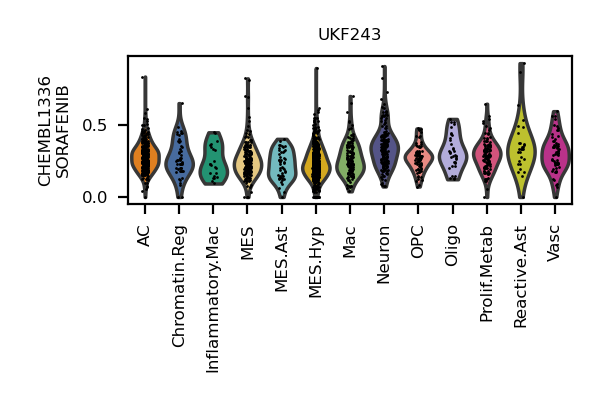 UKF243
CHEMBL1336
SORAFENIB
0.5
0.0
AC
Chromatin.Reg
Inflammatory.Mac
MES
MES.Ast
MES.Hyp
Mac
Neuron
OPC
Oligo
Prolif.Metab
Reactive.Ast
Vasc